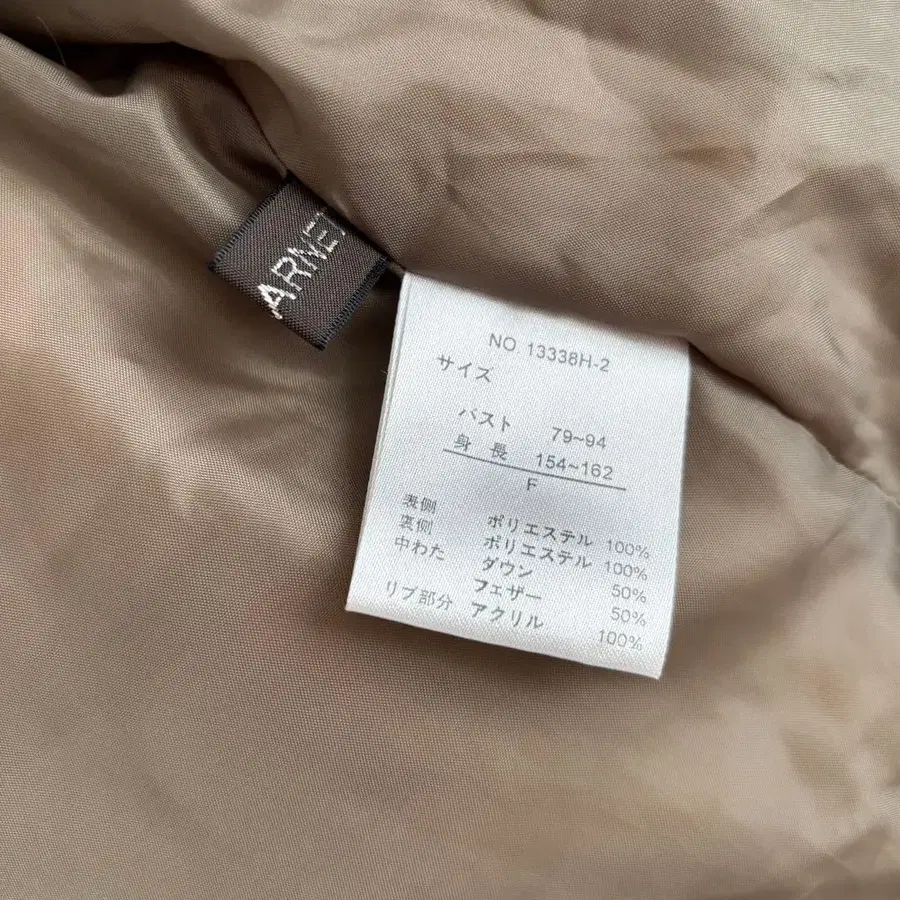 ARNET
NO. 13338H-2
サイズ
バスト 79~94
身長 154~162
F
表側 ポリエステル 100%
裏側 ポリエステル 100%
中わた ダウン 50%
フェザー 50%
リブ部分 アクリル 100%